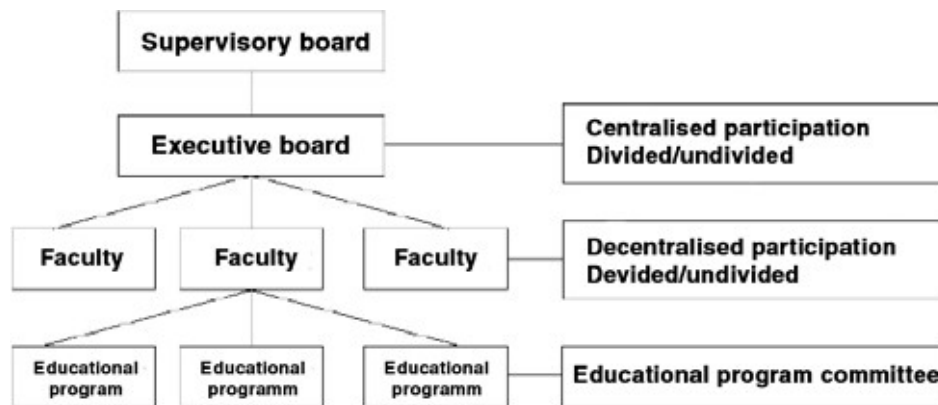 Supervisory board
Executive board
Centralised participation
Divided/undivided
Faculty
Faculty
Faculty
Decentralised participation
Devided/undivided
Educational
program
Educational
programm
Educational
programm
Educational program committee